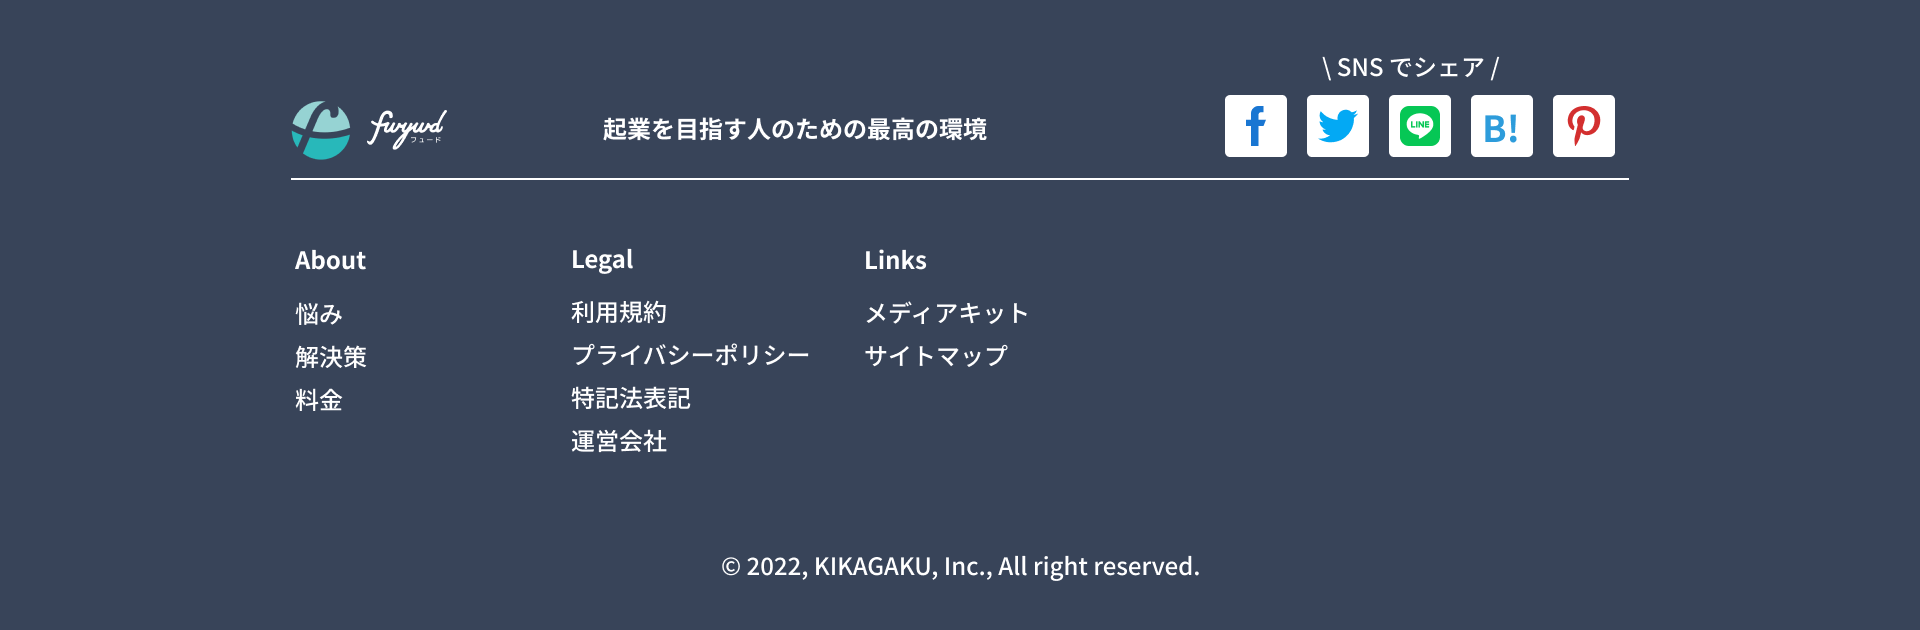 \ SNS でシェア /
fwywd
フュード
起業を目指す人のための最高の環境
f
LINE
B!
About
悩み
解決策
料金
Legal
利用規約
プライバシーポリシー
特記法表記
運営会社
Links
メディアキット
サイトマップ
© 2022, KIKAGAKU, Inc., All right reserved.